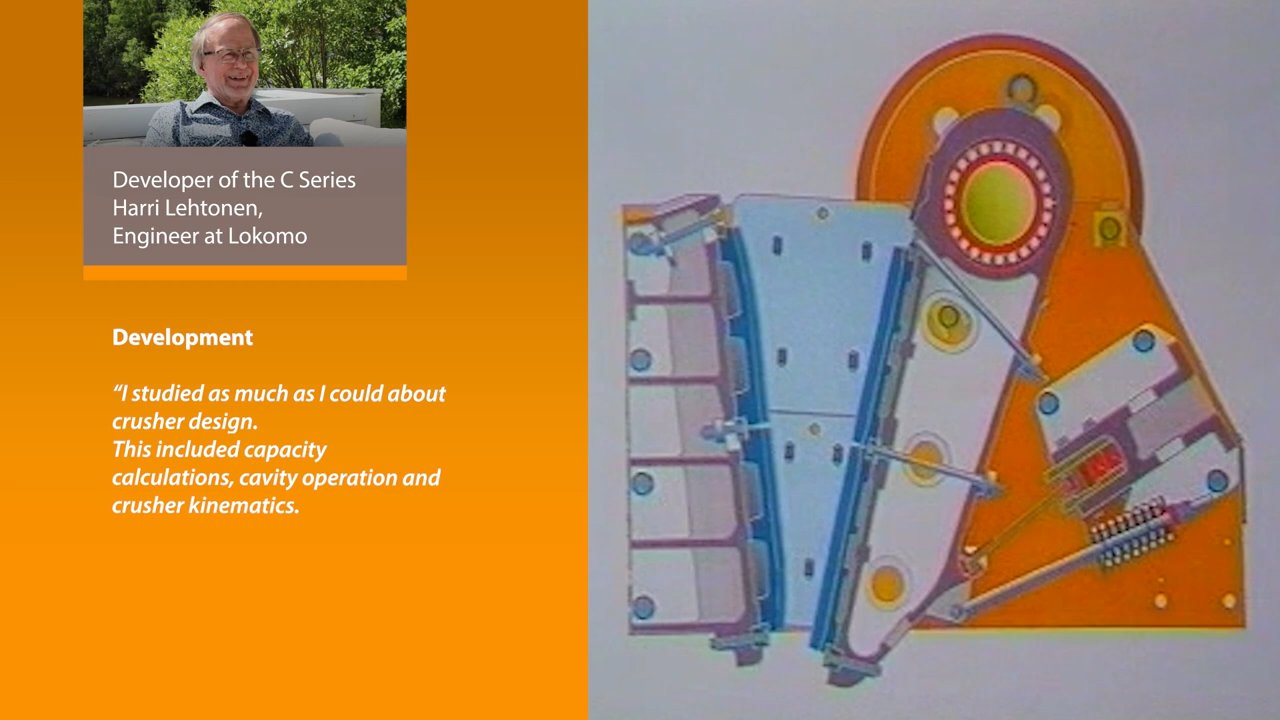 Developer of the C Series
Harri Lehtonen,
Engineer at Lokomo
Development
“I studied as much as I could about
crusher design.
This included capacity
calculations, cavity operation and
crusher kinematics.